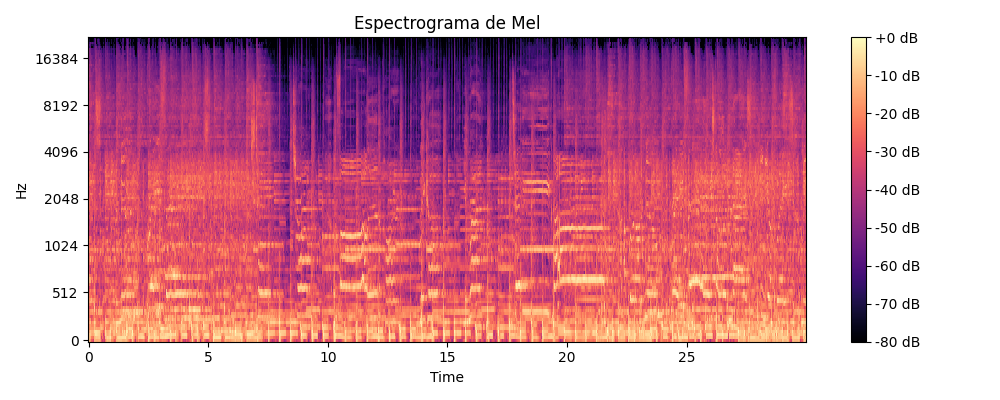 Espectrograma de Mel
Hz
16384
8192
4096
2048
1024
512
0
0 5 10 15 20 25
Time
+0 dB
-10 dB
-20 dB
-30 dB
-40 dB
-50 dB
-60 dB
-70 dB
-80 dB